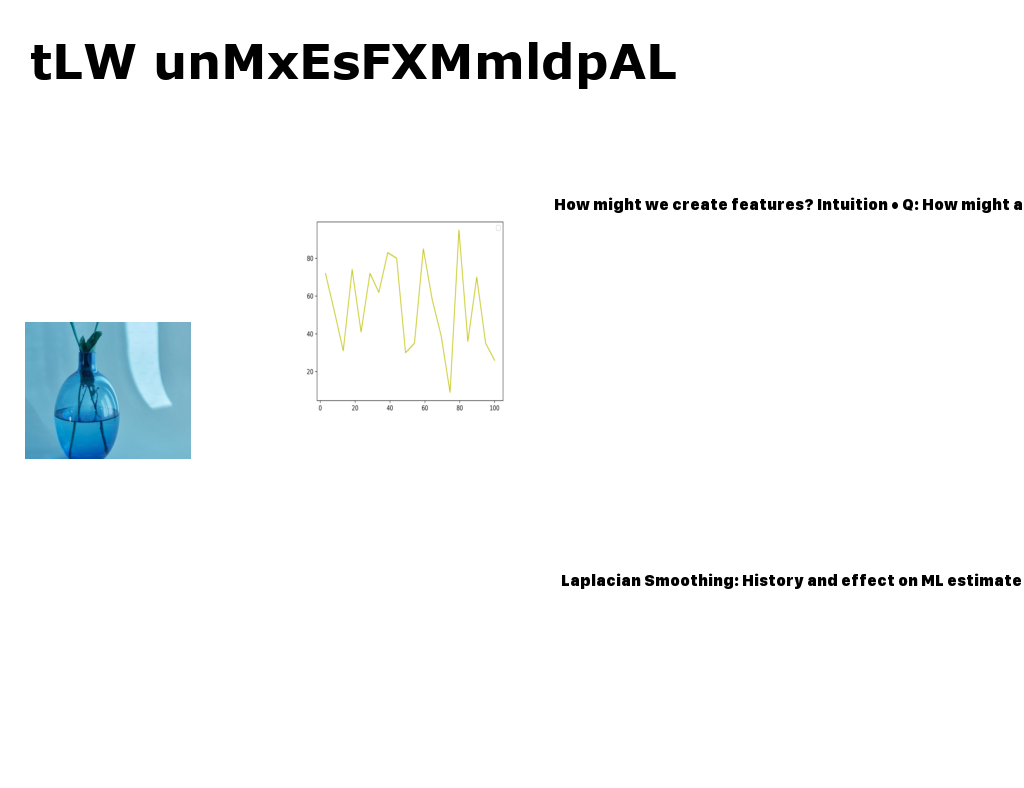 tLW unMxEsFXMmldpAL
How might we create features? Intuition • Q: How might a
80
60
40
20
0 20 40 60 80 100
Laplacian Smoothing: History and effect on ML estimate